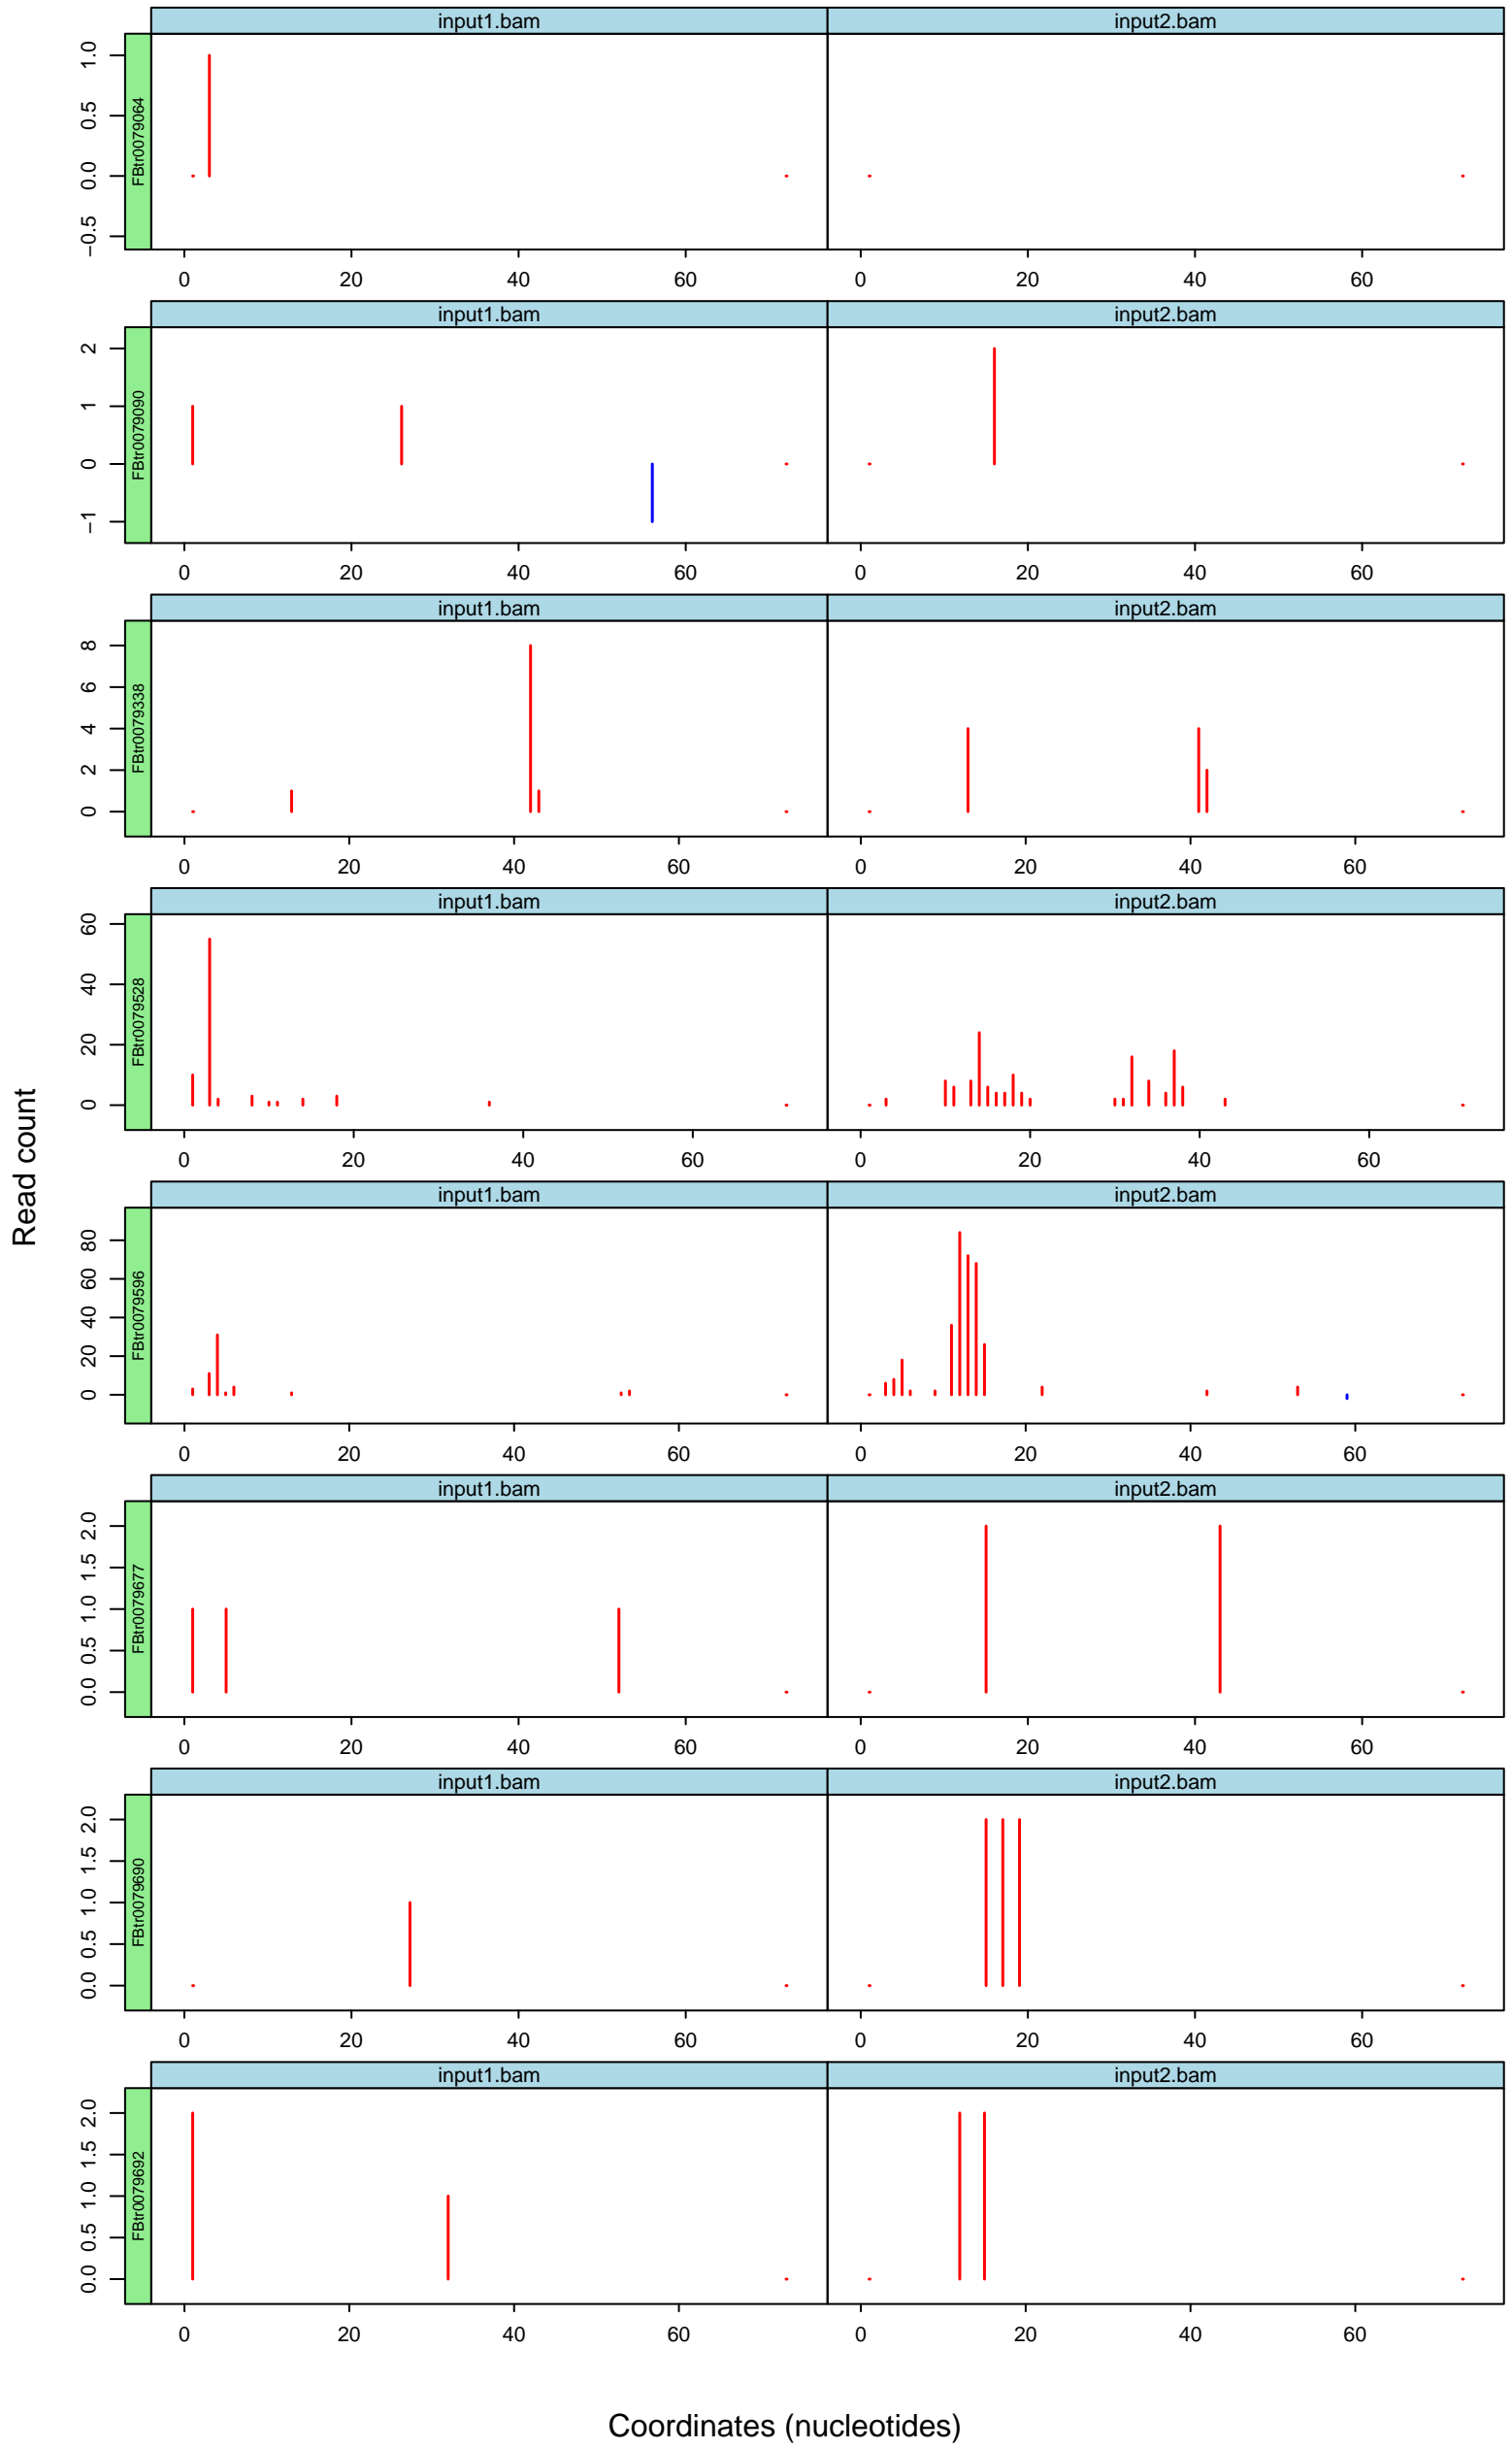 input1.bam input2.bam
FBtr0079064
1.0
0.5
0.0
−0.5
0 20 40 60 0 20 40 60
input1.bam input2.bam
FBtr0079090
2
1
0
−1
0 20 40 60 0 20 40 60
input1.bam input2.bam
FBtr0079338
8
6
4
2
0
0 20 40 60 0 20 40 60
input1.bam input2.bam
FBtr0079528
60
40
20
0
0 20 40 60 0 20 40 60
Read count
input1.bam input2.bam
FBtr0079596
80
60
40
20
0
0 20 40 60 0 20 40 60
input1.bam input2.bam
FBtr0079677
2.0
1.5
1.0
0.5
0.0
0 20 40 60 0 20 40 60
input1.bam input2.bam
FBtr0079690
2.0
1.5
1.0
0.5
0.0
0 20 40 60 0 20 40 60
input1.bam input2.bam
FBtr0079692
2.0
1.5
1.0
0.5
0.0
0 20 40 60 0 20 40 60
Coordinates (nucleotides)